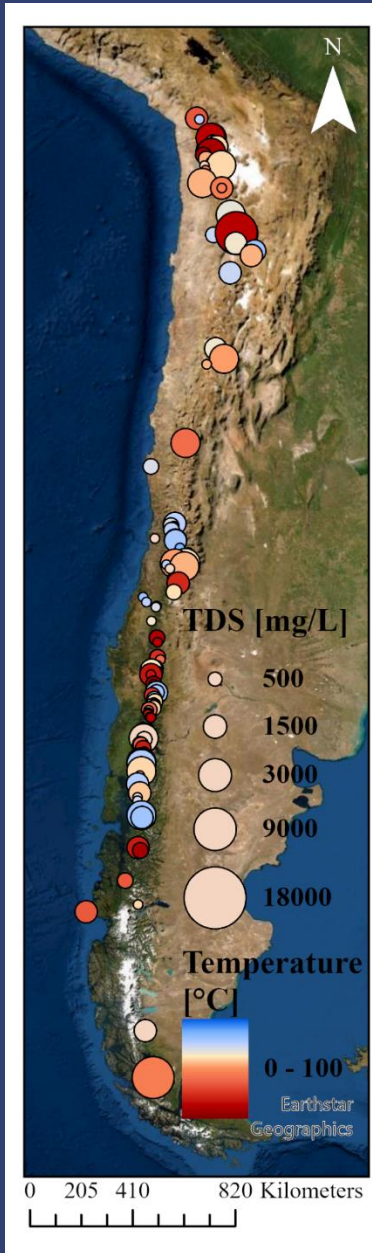 N
TDS [mg/L]
500
1500
3000
9000
18000
Temperature
[°C]
0 - 100
Earthstar
Geographics
0 205 410 820 Kilometers